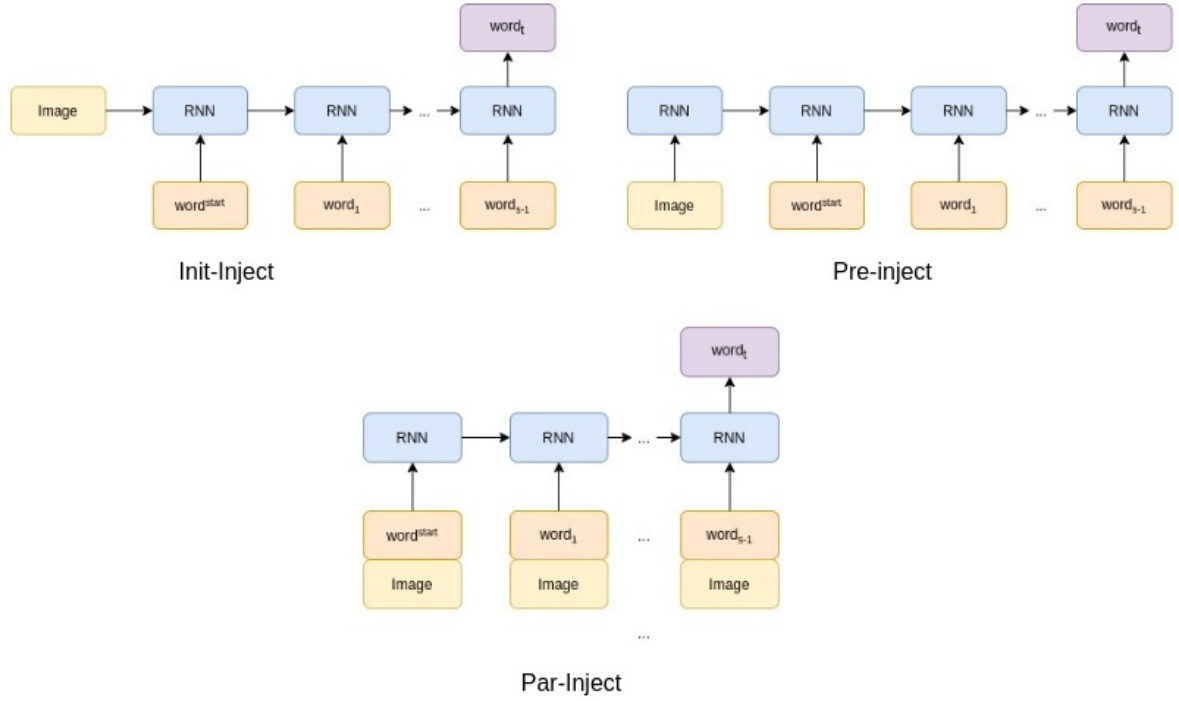 word_t
Image RNN RNN ... RNN
word^start word_1 ... word_s-1
Init-Inject
word_t
RNN RNN RNN ... RNN
Image word^start word_1 ... word_s-1
Pre-inject
word_t
RNN RNN ... RNN
word^start word_1 ... word_s-1
Image Image Image
...
Par-Inject